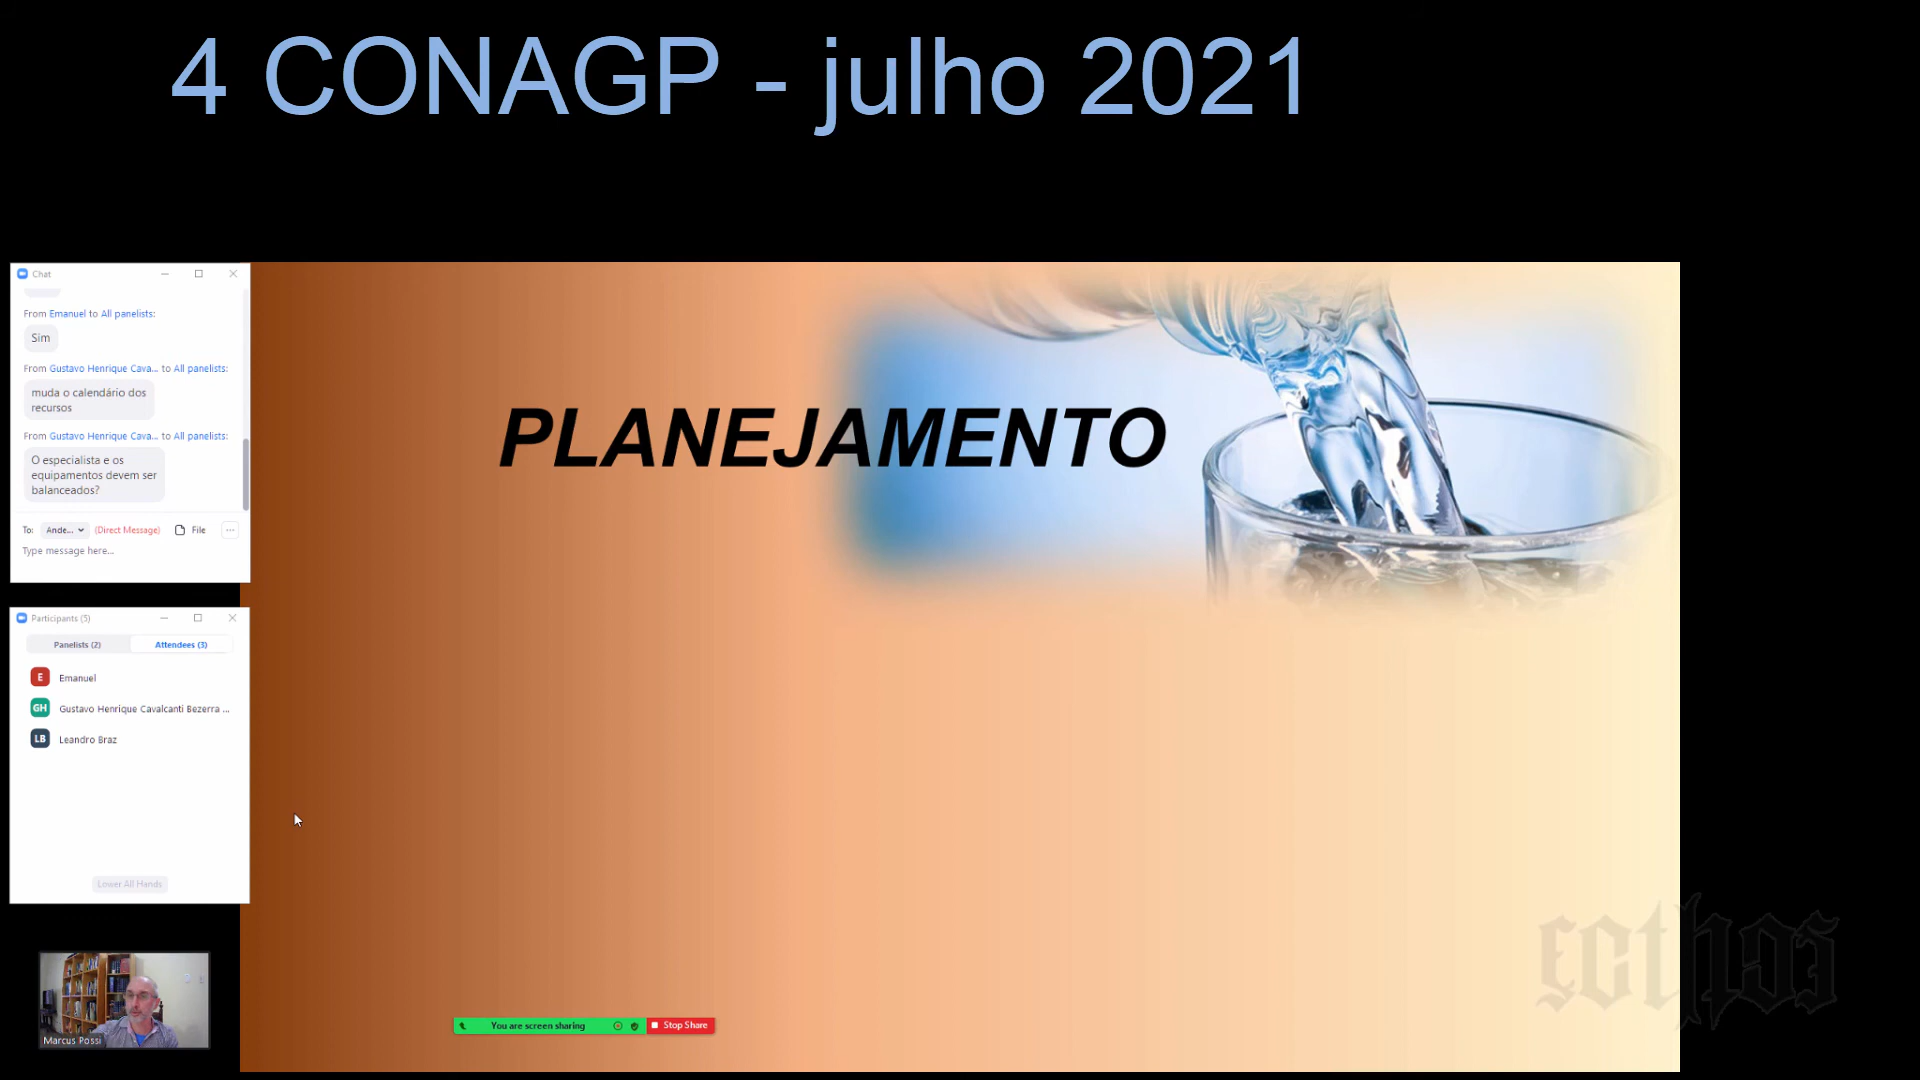 4 CONAGP - julho 2021
Chat
From Emanuel to All panelists:
Sim
From Gustavo Henrique Cava... to All panelists:
muda o calendário dos
recursos
From Gustavo Henrique Cava... to All panelists:
O especialista e os
equipamentos devem ser
balanceados?
To: Ande... (Direct Message) File ...
Type message here...
PLANEJAMENTO
Participants (5)
Panelists (2) Attendees (3)
E Emanuel
GH Gustavo Henrique Cavalcanti Bezerra ...
LB Leandro Braz
Lower All Hands
Marcus Possi
You are screen sharing Stop Share
ecthos